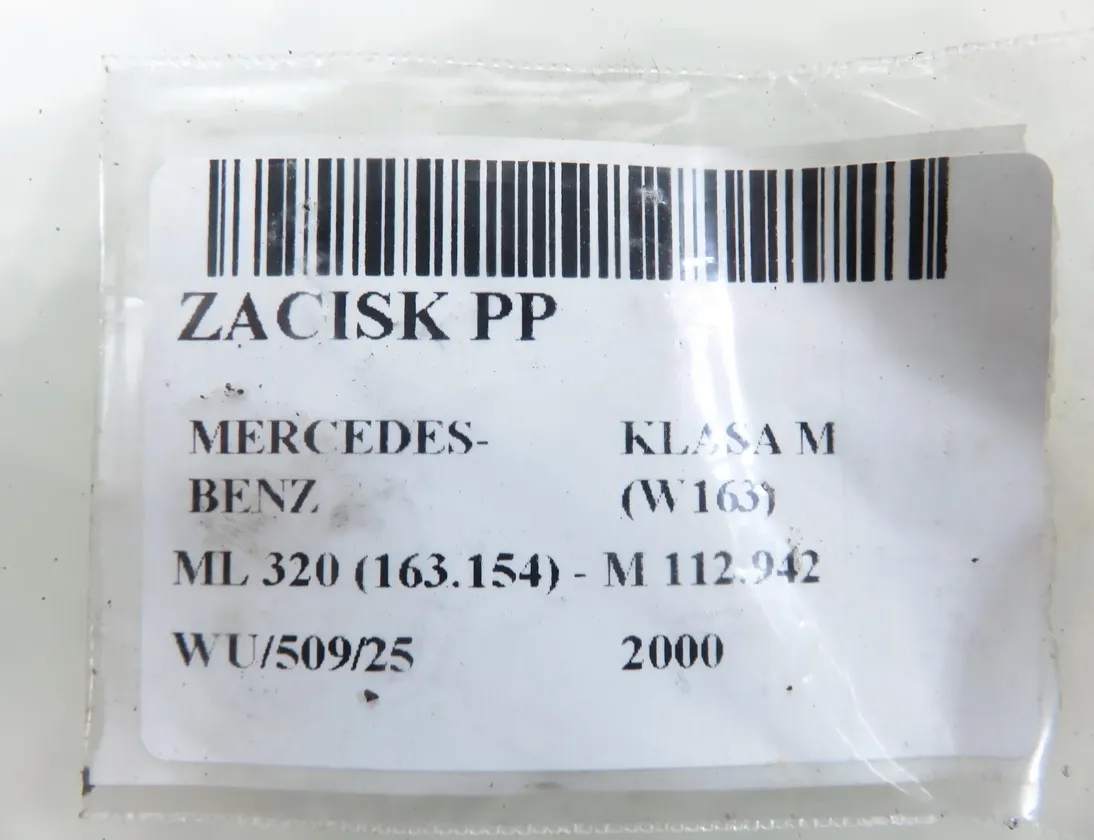 ZACISK PP
MERCEDES- KLASA M
BENZ (W163)
ML 320 (163.154) - M 112.942
WU/509/25 2000